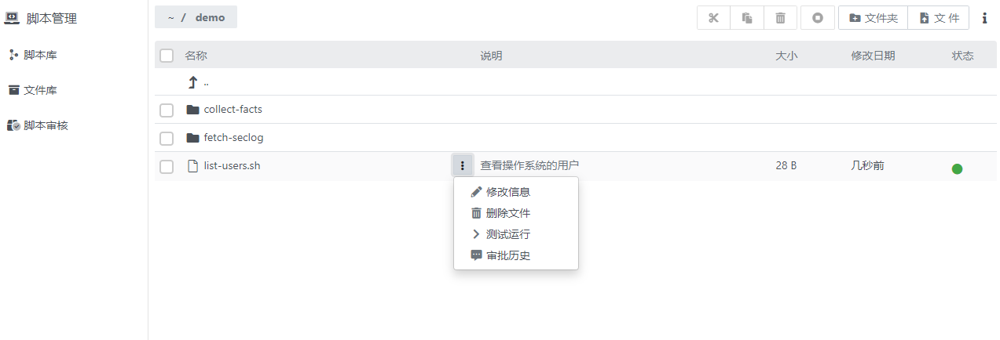 脚本管理
脚本库
文件库
脚本审核
~ / demo
文件夹 文 件
名称 说明 大小 修改日期 状态
..
collect-facts
fetch-seclog
list-users.sh 查看操作系统的用户 28 B 几秒前
修改信息
删除文件
测试运行
审批历史